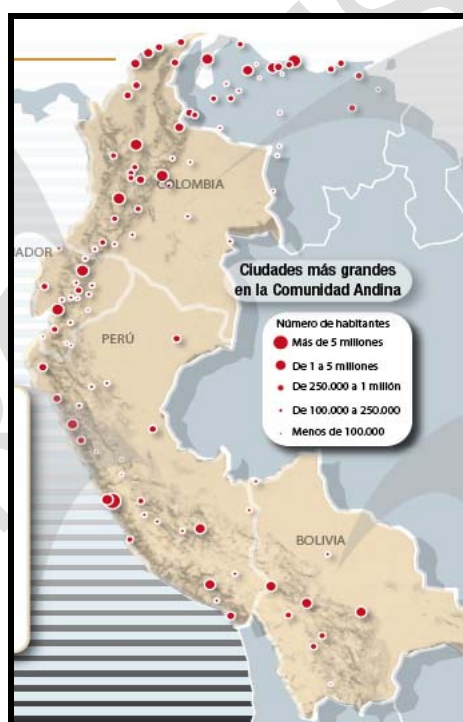 COLOMBIA
ADOR
Ciudades más grandes
en la Comunidad Andina
Número de habitantes
Más de 5 millones
De 1 a 5 millones
De 250.000 a 1 millón
De 100.000 a 250.000
Menos de 100.000
PERÚ
BOLIVIA